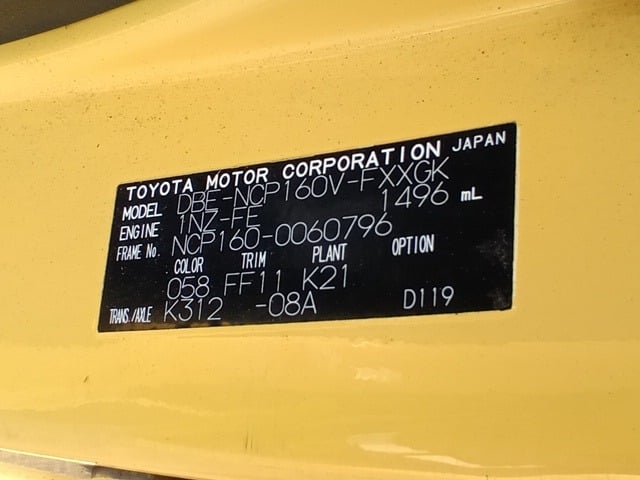 TOYOTA MOTOR CORPORATION JAPAN
MODEL DBE-NCP160V-FXXGK
ENGINE 1NZ-FE 1496 mL
FRAME No. NCP160-0060796
COLOR TRIM PLANT OPTION
058 FF11 K21
TRANS./AXLE K312 -08A D119